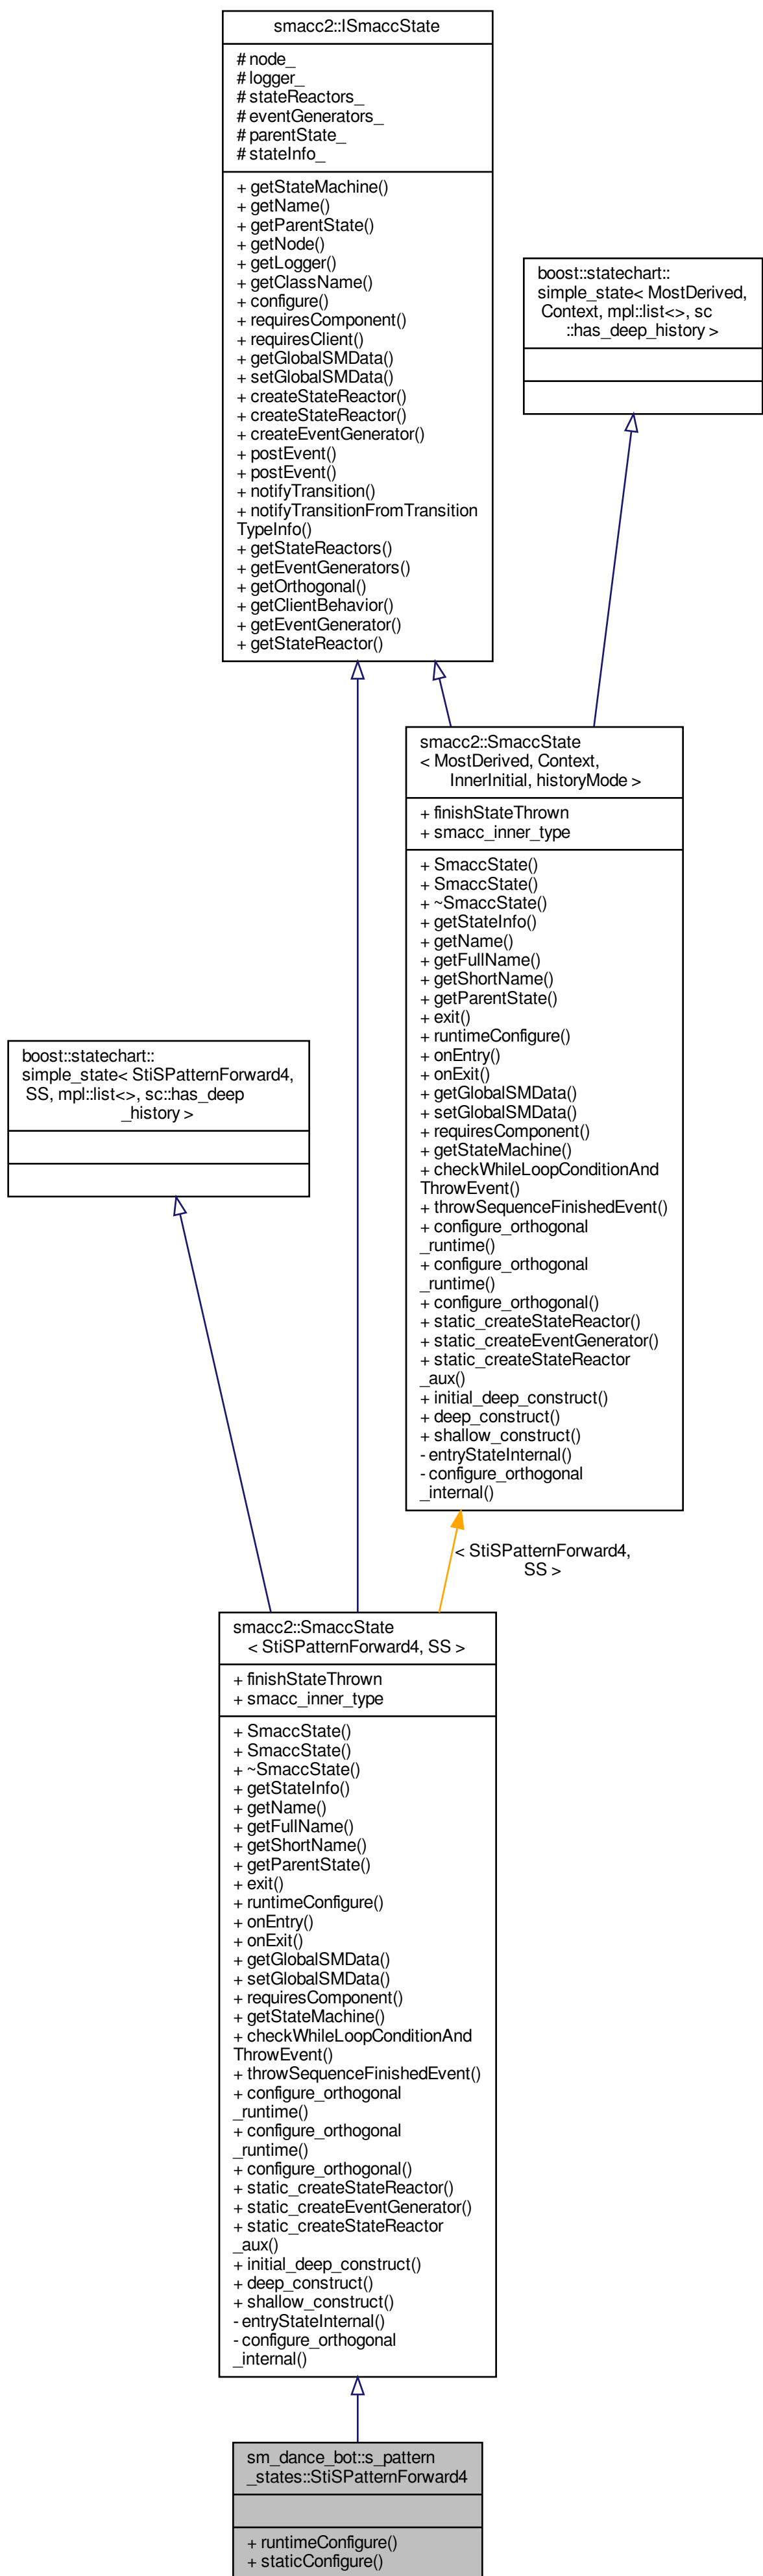 smacc2::ISmaccState
# node_
# logger_
# stateReactors_
# eventGenerators_
# parentState_
# stateInfo_
+ getStateMachine()
+ getName()
+ getParentState()
+ getNode()
+ getLogger()
+ getClassName()
+ configure()
+ requiresComponent()
+ requiresClient()
+ getGlobalSMData()
+ setGlobalSMData()
+ createStateReactor()
+ createStateReactor()
+ createEventGenerator()
+ postEvent()
+ postEvent()
+ notifyTransition()
+ notifyTransitionFromTransition
TypeInfo()
+ getStateReactors()
+ getEventGenerators()
+ getOrthogonal()
+ getClientBehavior()
+ getEventGenerator()
+ getStateReactor()
boost::statechart::
simple_state< MostDerived,
Context, mpl::list<>, sc
::has_deep_history >
smacc2::SmaccState
< MostDerived, Context,
InnerInitial, historyMode >
+ finishStateThrown
+ smacc_inner_type
+ SmaccState()
+ SmaccState()
+ ~SmaccState()
+ getStateInfo()
+ getName()
+ getFullName()
+ getShortName()
+ getParentState()
+ exit()
+ runtimeConfigure()
+ onEntry()
+ onExit()
+ getGlobalSMData()
+ setGlobalSMData()
+ requiresComponent()
+ getStateMachine()
+ checkWhileLoopConditionAnd
ThrowEvent()
+ throwSequenceFinishedEvent()
+ configure_orthogonal
_runtime()
+ configure_orthogonal
_runtime()
+ configure_orthogonal()
+ static_createStateReactor()
+ static_createEventGenerator()
+ static_createStateReactor
_aux()
+ initial_deep_construct()
+ deep_construct()
+ shallow_construct()
- entryStateInternal()
- configure_orthogonal
_internal()
boost::statechart::
simple_state< StiSPatternForward4,
SS, mpl::list<>, sc::has_deep
_history >
< StiSPatternForward4,
SS >
smacc2::SmaccState
< StiSPatternForward4, SS >
+ finishStateThrown
+ smacc_inner_type
+ SmaccState()
+ SmaccState()
+ ~SmaccState()
+ getStateInfo()
+ getName()
+ getFullName()
+ getShortName()
+ getParentState()
+ exit()
+ runtimeConfigure()
+ onEntry()
+ onExit()
+ getGlobalSMData()
+ setGlobalSMData()
+ requiresComponent()
+ getStateMachine()
+ checkWhileLoopConditionAnd
ThrowEvent()
+ throwSequenceFinishedEvent()
+ configure_orthogonal
_runtime()
+ configure_orthogonal
_runtime()
+ configure_orthogonal()
+ static_createStateReactor()
+ static_createEventGenerator()
+ static_createStateReactor
_aux()
+ initial_deep_construct()
+ deep_construct()
+ shallow_construct()
- entryStateInternal()
- configure_orthogonal
_internal()
sm_dance_bot::s_pattern
_states::StiSPatternForward4
+ runtimeConfigure()
+ staticConfigure()